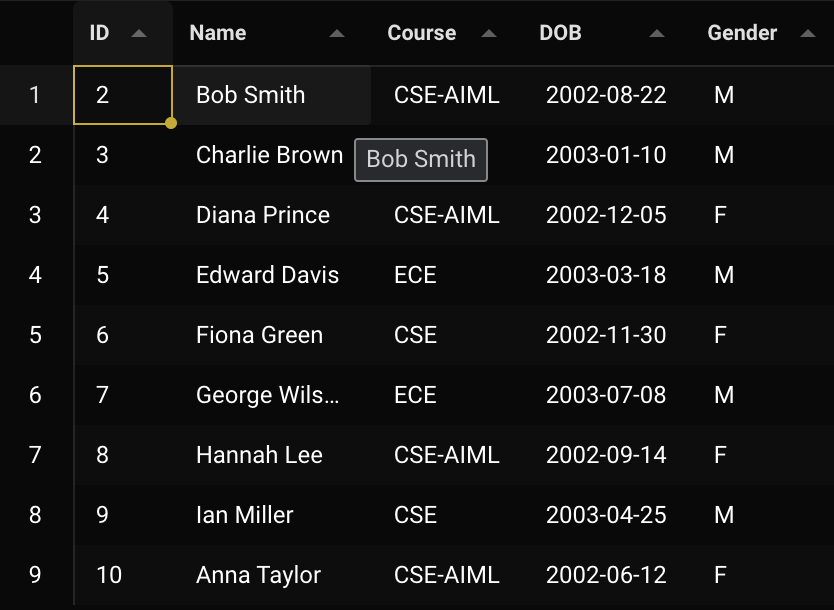 ID Name Course DOB Gender
1 2 Bob Smith CSE-AIML 2002-08-22 M
2 3 Charlie Brown Bob Smith 2003-01-10 M
3 4 Diana Prince CSE-AIML 2002-12-05 F
4 5 Edward Davis ECE 2003-03-18 M
5 6 Fiona Green CSE 2002-11-30 F
6 7 George Wils... ECE 2003-07-08 M
7 8 Hannah Lee CSE-AIML 2002-09-14 F
8 9 Ian Miller CSE 2003-04-25 M
9 10 Anna Taylor CSE-AIML 2002-06-12 F